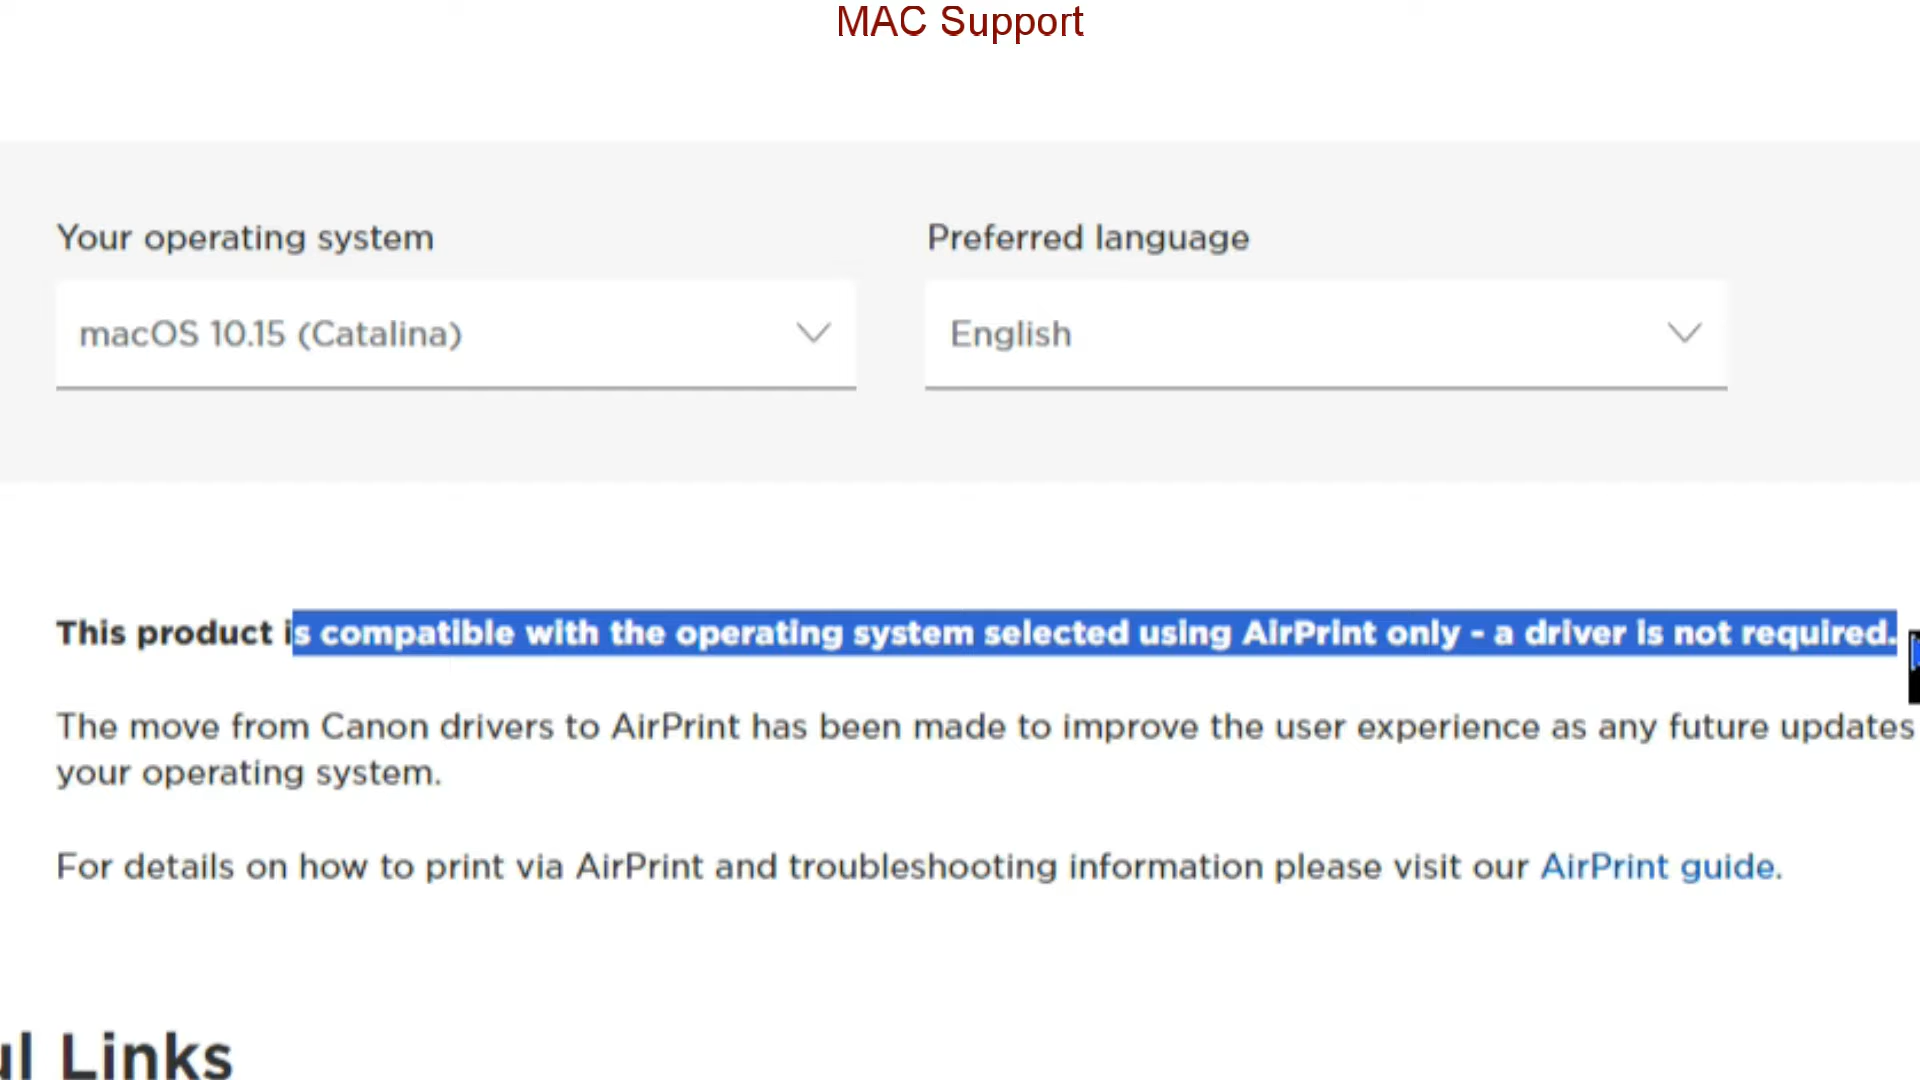 MAC Support
Your operating system
Preferred language
macOS 10.15 (Catalina)
English
This product is compatible with the operating system selected using AirPrint only - a driver is not required.
The move from Canon drivers to AirPrint has been made to improve the user experience as any future updates
your operating system.
For details on how to print via AirPrint and troubleshooting information please visit our AirPrint guide.
Links